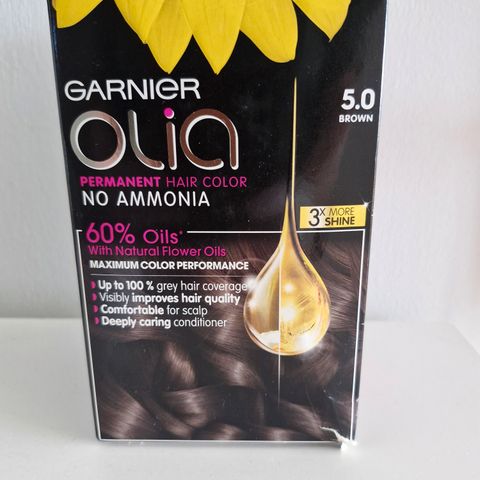 GARNIER
OLIA
5.0
BROWN
PERMANENT HAIR COLOR
NO AMMONIA
3X MORE
SHINE
60% Oils*
With Natural Flower Oils
MAXIMUM COLOR PERFORMANCE
Up to 100 % grey hair coverage
Visibly improves hair quality
Comfortable for scalp
Deeply caring conditioner